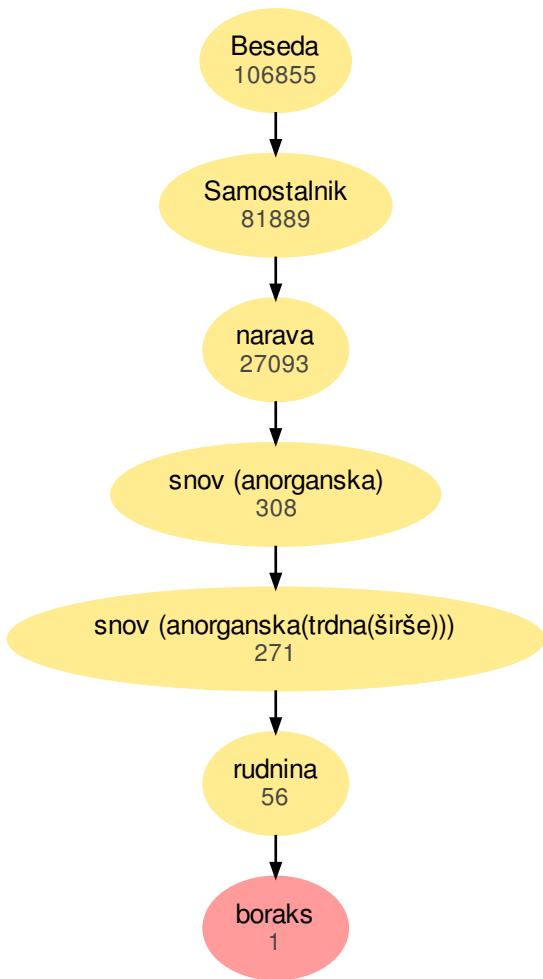 Beseda
106855
Samostalnik
81889
narava
27093
snov (anorganska)
308
snov (anorganska(trdna(širše)))
271
rudnina
56
boraks
1